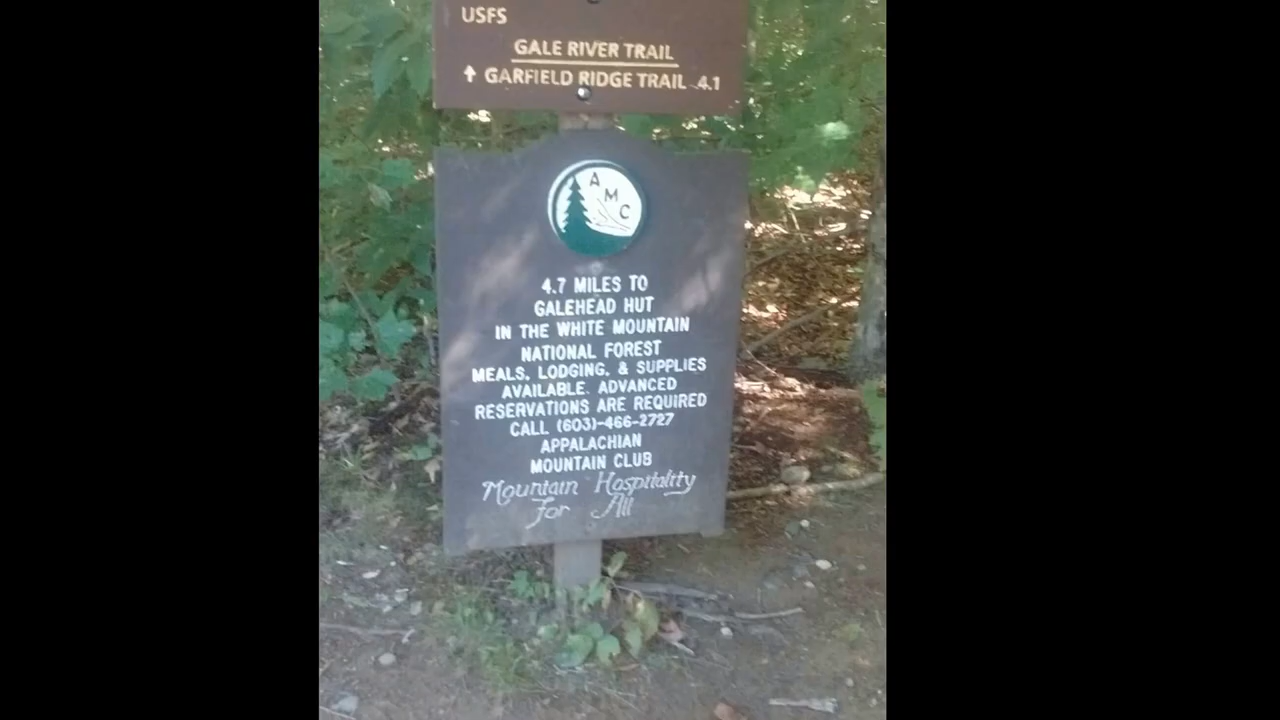 USFS
GALE RIVER TRAIL
↑ GARFIELD RIDGE TRAIL 4.1
A M C
4.7 MILES TO
GALEHEAD HUT
IN THE WHITE MOUNTAIN
NATIONAL FOREST
MEALS, LODGING, & SUPPLIES
AVAILABLE. ADVANCED
RESERVATIONS ARE REQUIRED
CALL (603)-466-2727
APPALACHIAN
MOUNTAIN CLUB
Mountain Hospitality
For All